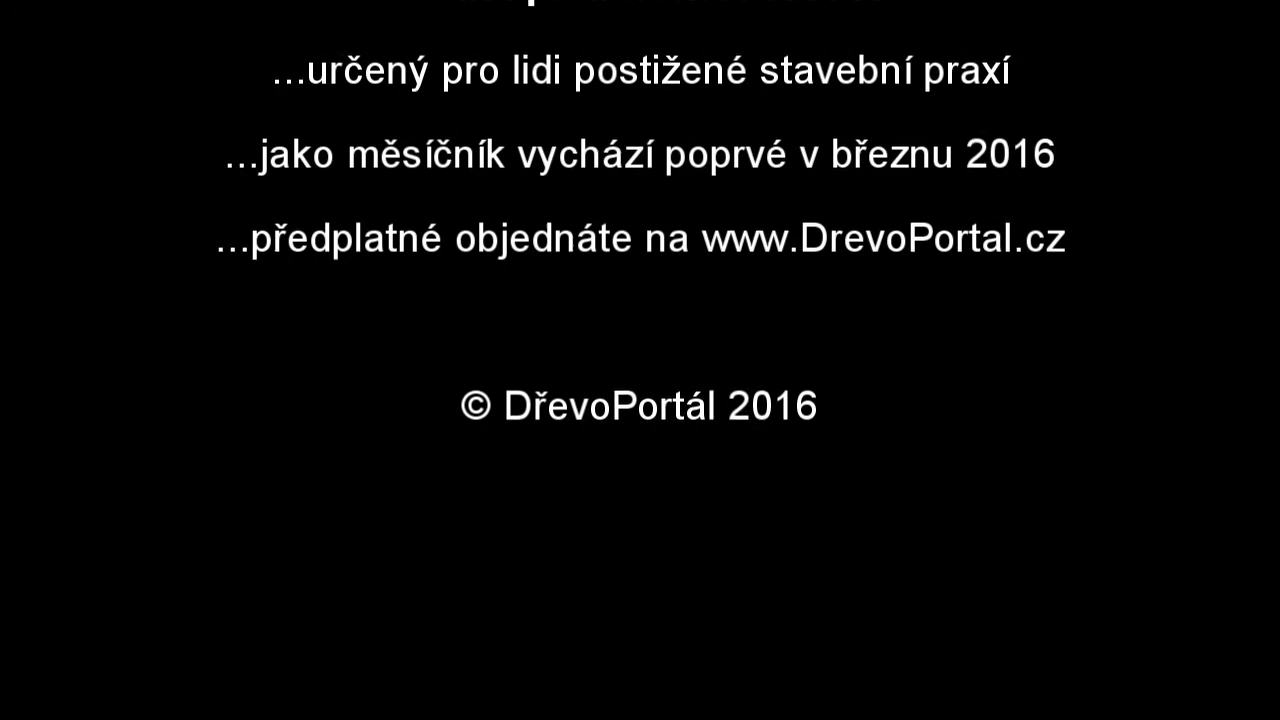 ...určený pro lidi postižené stavební praxí
...jako měsíčník vychází poprvé v březnu 2016
...předplatné objednáte na www.DrevoPortal.cz
© DřevoPortál 2016